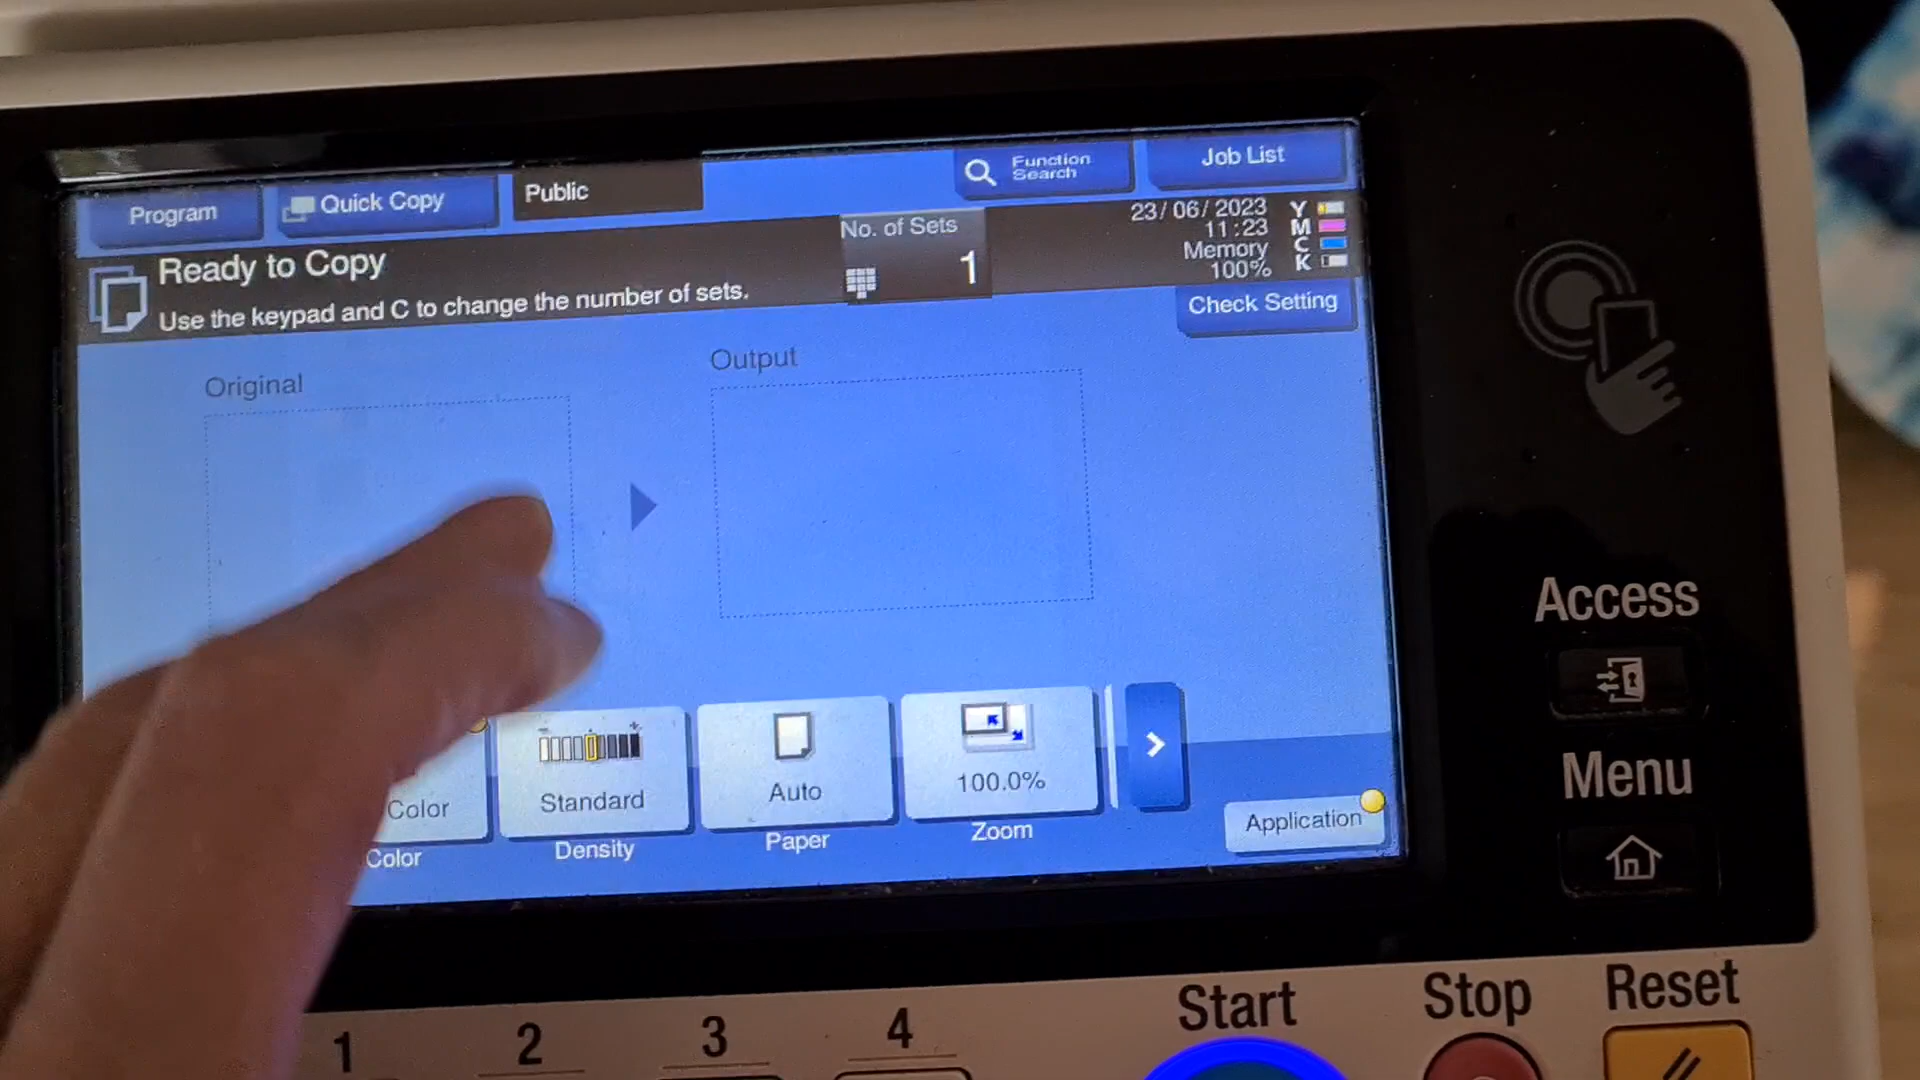 Program
Quick Copy
Public
Function
Search
Job List
Ready to Copy
Use the keypad and C to change the number of sets.
No. of Sets
1
23/06/2023
11:23
Memory
100%
Y
M
C
K
Check Setting
Original
Output
Color
Color
Standard
Density
Auto
Paper
100.0%
Zoom
Application
Access
Menu
1
2
3
4
Start
Stop
Reset